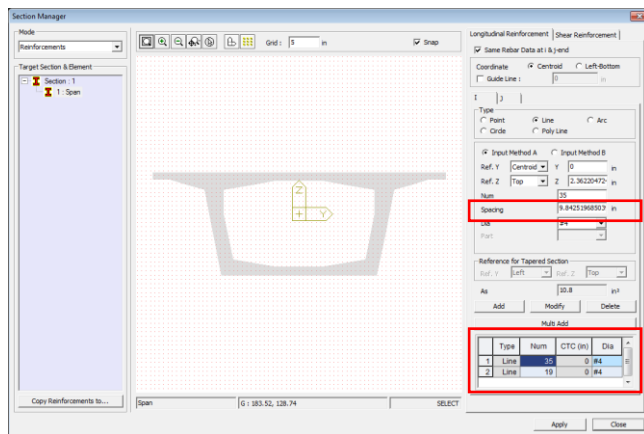 Section Manager
Mode
Reinforcements
Target Section & Element
Section : 1
1 : Span
Copy Reinforcements to...
Grid : 5 in
Snap
Z
Y
Span
G : 183.52, 128.74
SELECT
Longitudinal Reinforcement
Shear Reinforcement
Same Rebar Data at i & j-end
Coordinate
Centroid
Left-Bottom
Guide Line :
0
in
I
J
Type
Point
Line
Arc
Circle
Poly Line
Input Method A
Input Method B
Ref. Y Centroid Y 0
Ref. Z Top Z 2.36220472 in
Num 35
Spacing 9.84251968503 in
Dia #4
Part
Reference for Tapered Section
Ref. Y Left Ref. Z Top
As 10.8 in²
Add Modify Delete
Multi Add
Type Num CTC (in) Dia
1 Line 35 0 #4
2 Line 19 0 #4
Apply Close